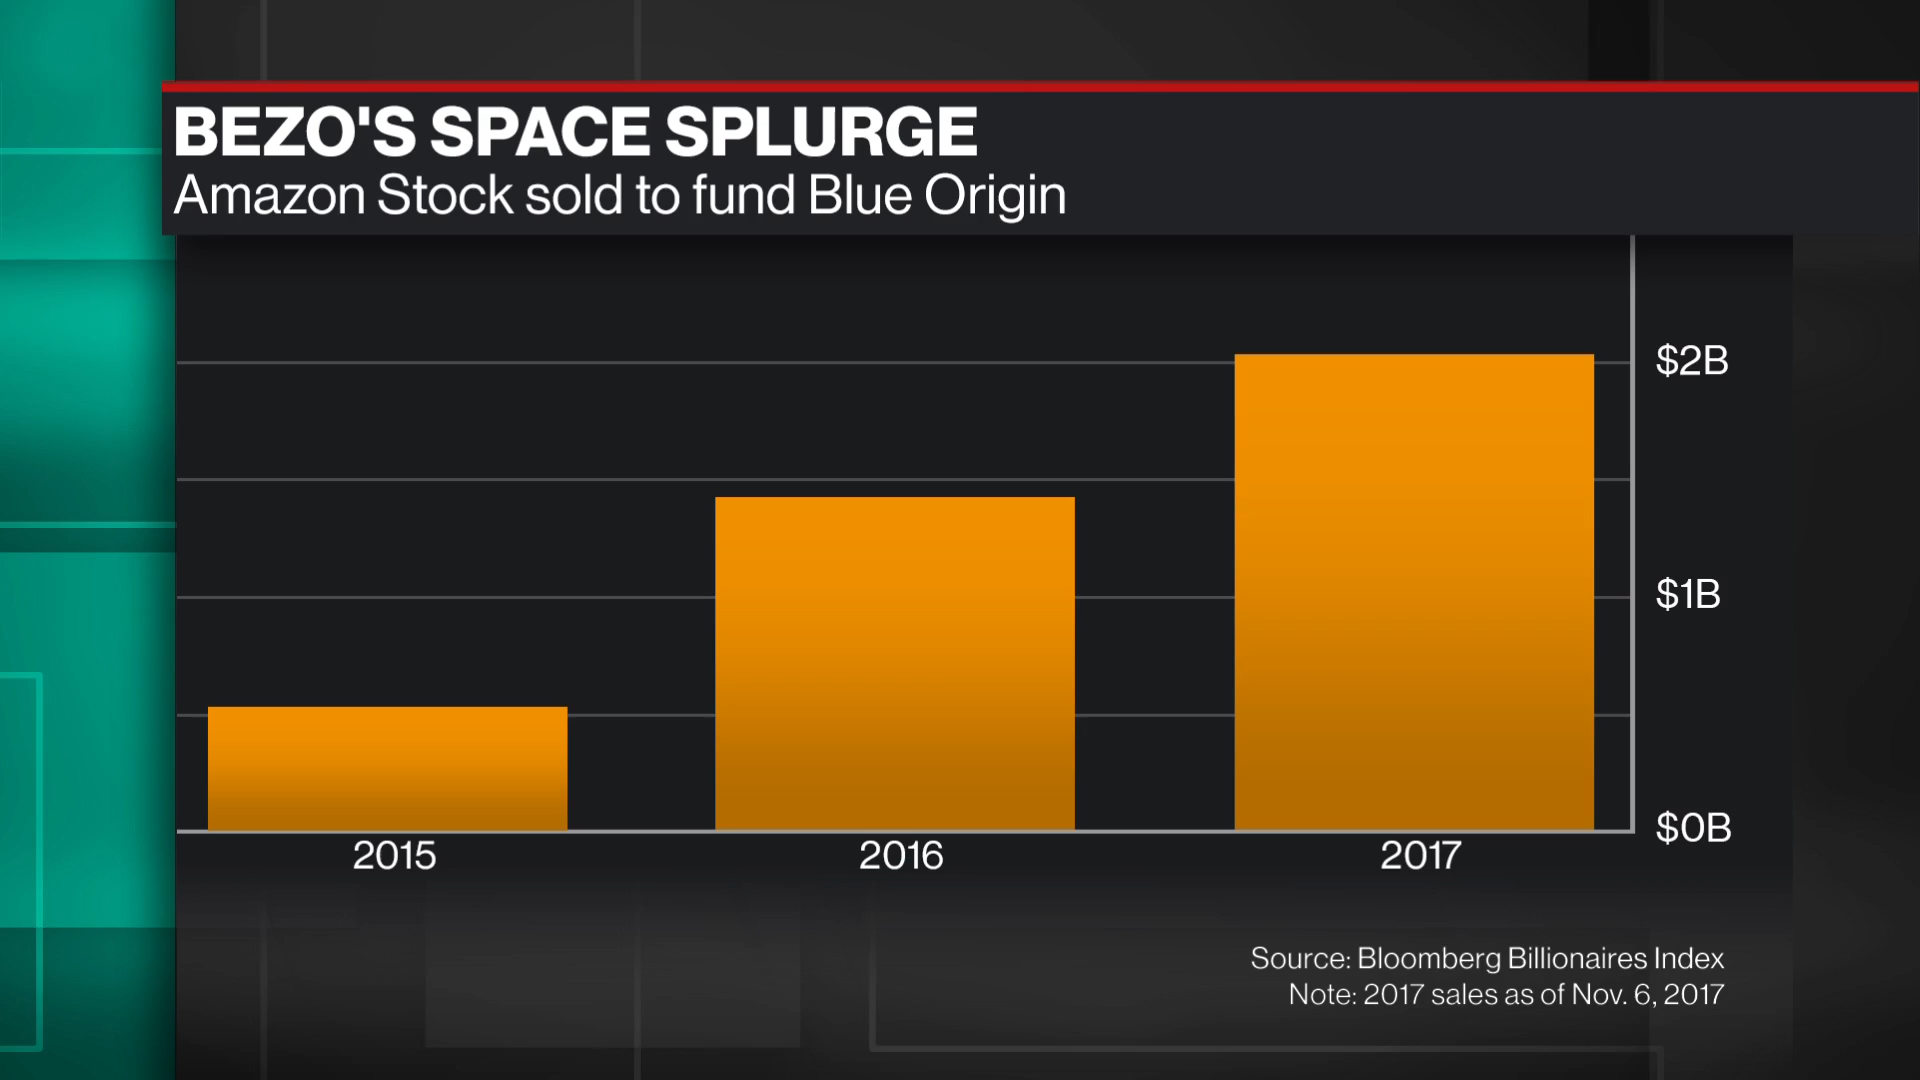 BEZO'S SPACE SPLURGE
Amazon Stock sold to fund Blue Origin
$2B
$1B
$0B
2015 2016 2017
Source: Bloomberg Billionaires Index
Note: 2017 sales as of Nov. 6, 2017